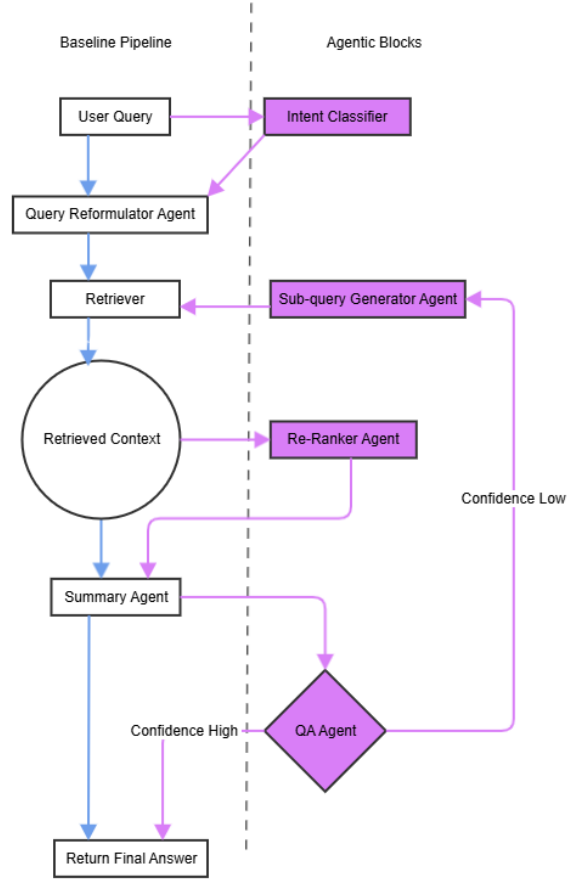 Baseline Pipeline
Agentic Blocks
User Query
Intent Classifier
Query Reformulator Agent
Retriever
Sub-query Generator Agent
Retrieved Context
Re-Ranker Agent
Confidence Low
Summary Agent
QA Agent
Confidence High
Return Final Answer